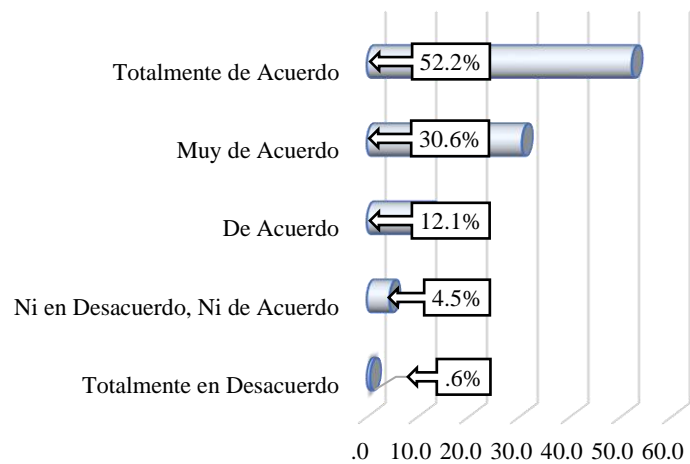 Totalmente de Acuerdo
52.2%
Muy de Acuerdo
30.6%
De Acuerdo
12.1%
Ni en Desacuerdo, Ni de Acuerdo
4.5%
Totalmente en Desacuerdo
.6%
.0 10.0 20.0 30.0 40.0 50.0 60.0